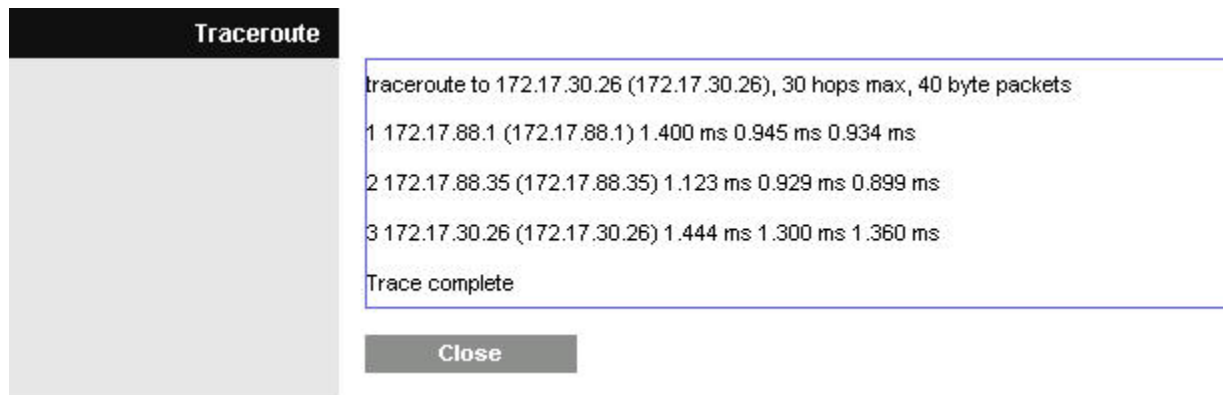 Traceroute
traceroute to 172.17.30.26 (172.17.30.26), 30 hops max, 40 byte packets
1 172.17.88.1 (172.17.88.1) 1.400 ms 0.945 ms 0.934 ms
2 172.17.88.35 (172.17.88.35) 1.123 ms 0.929 ms 0.899 ms
3 172.17.30.26 (172.17.30.26) 1.444 ms 1.300 ms 1.360 ms
Trace complete
Close